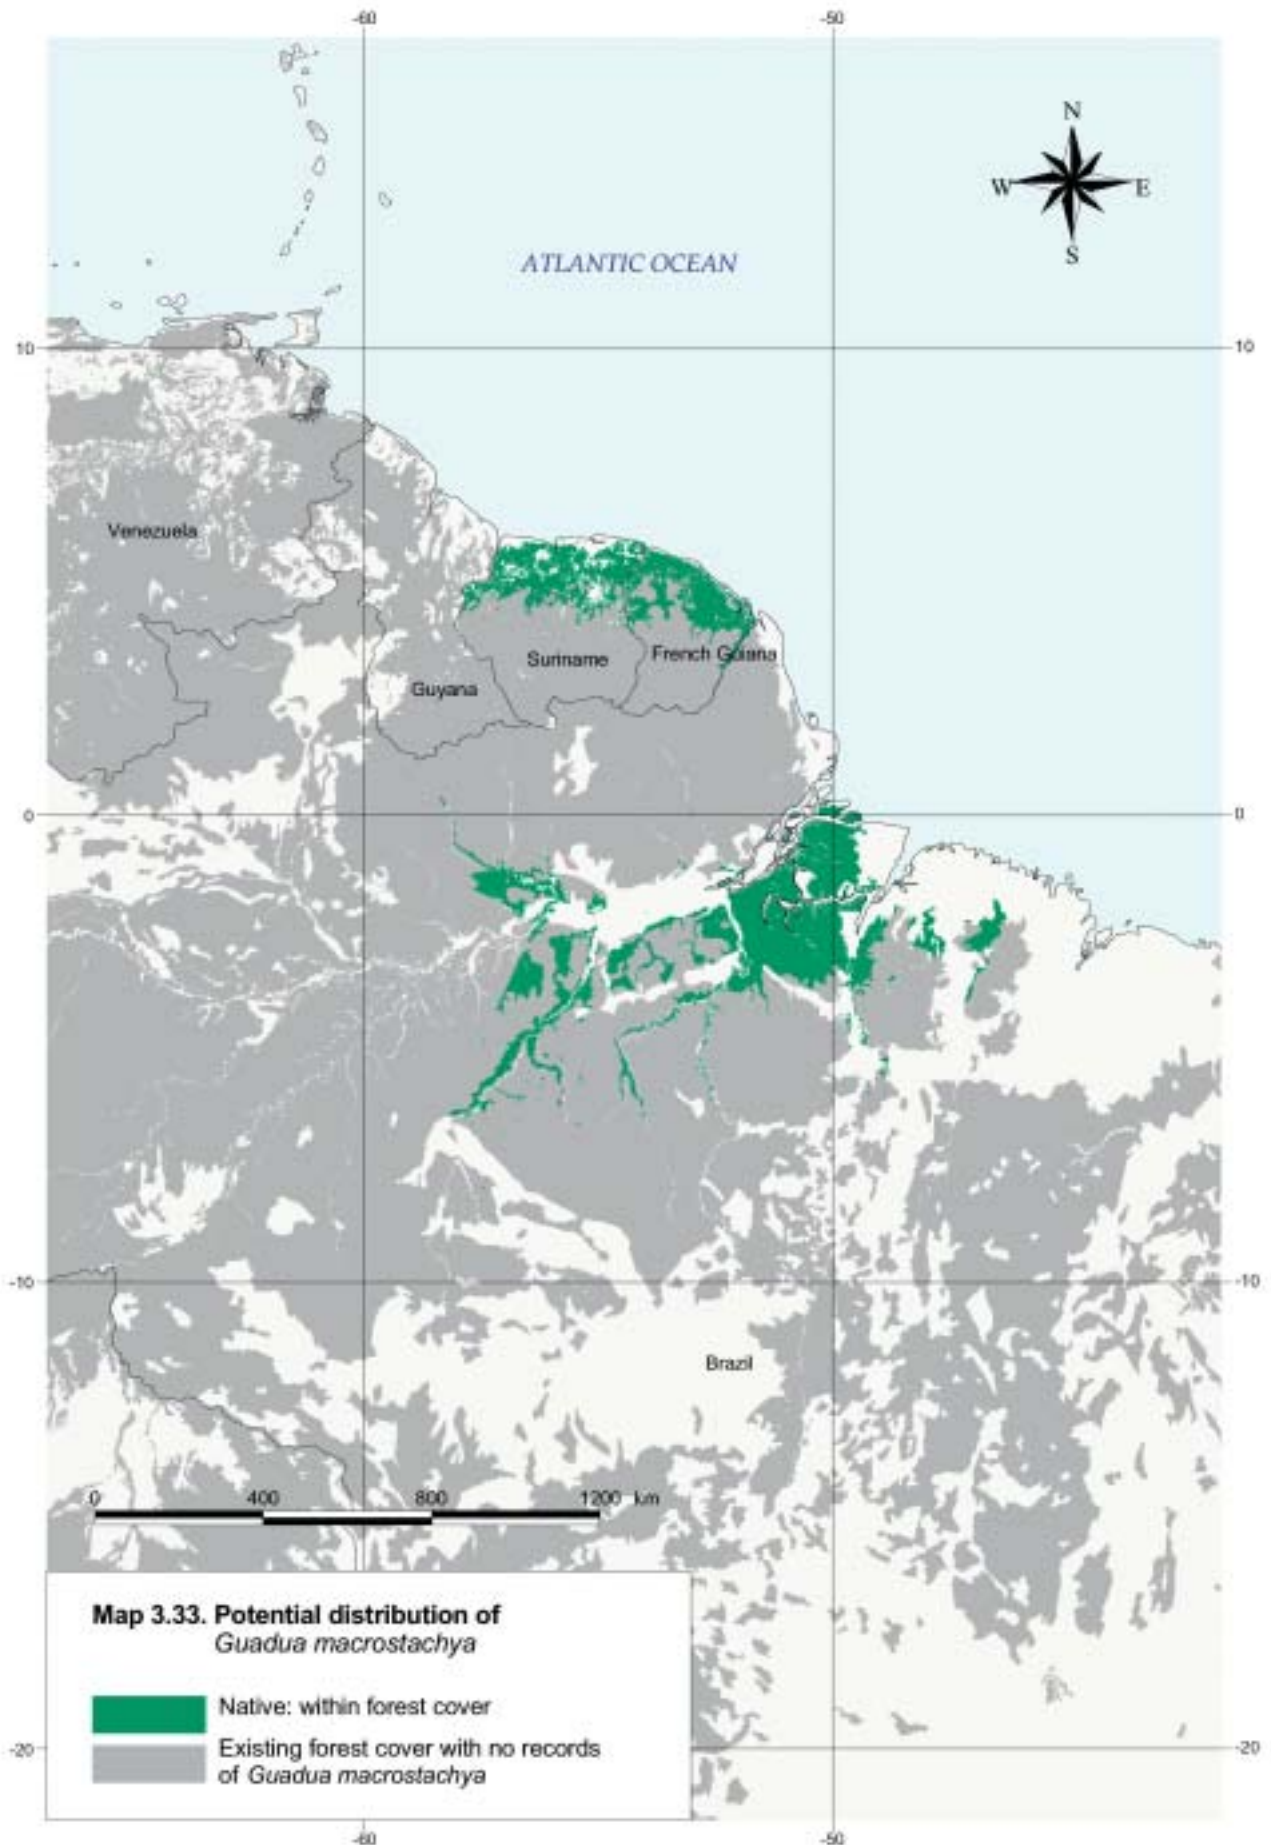 -60
-50
N
W
E
S
ATLANTIC OCEAN
10
10
Venezuela
Suriname
French Guiana
Guyana
0
0
-10
-10
Brazil
0
400
800
1200 km
Map 3.33. Potential distribution of
Guadua macrostachya
Native: within forest cover
Existing forest cover with no records
of Guadua macrostachya
-20
-20
-60
-50